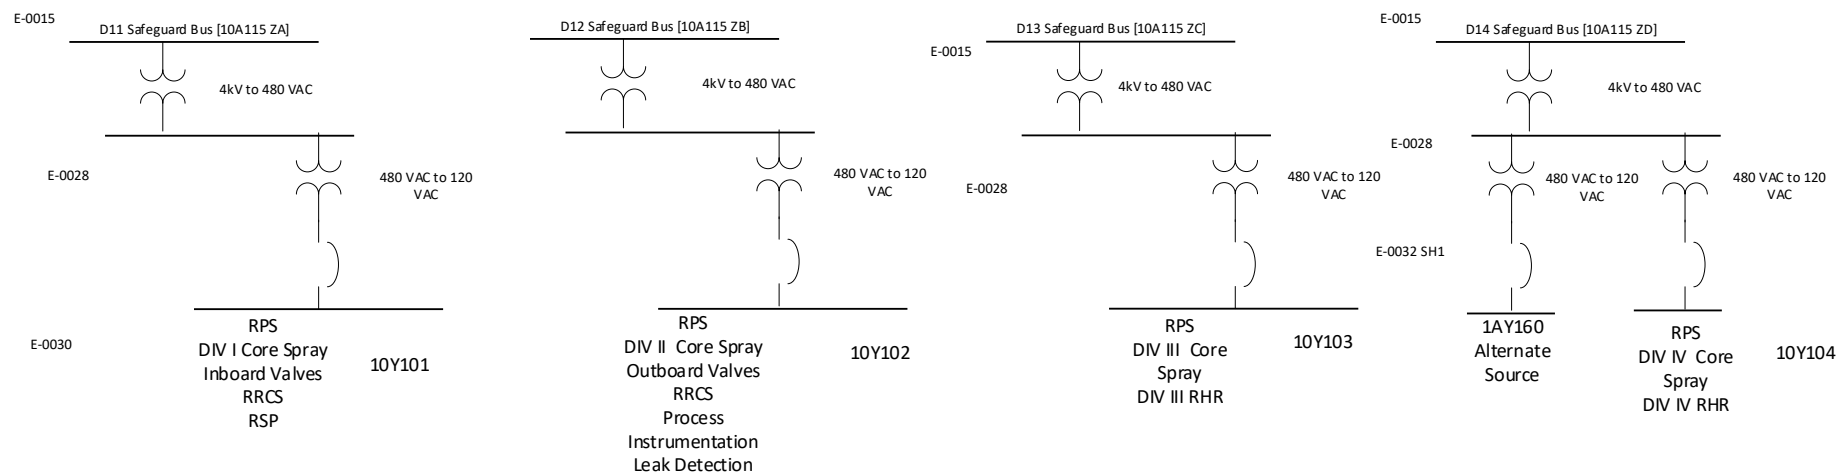 E-0015
D11 Safeguard Bus [10A115 ZA]
4kV to 480 VAC
E-0028
480 VAC to 120
VAC
E-0030
RPS
DIV I Core Spray
Inboard Valves
RRCS
RSP
10Y101
D12 Safeguard Bus [10A115 ZB]
4kV to 480 VAC
480 VAC to 120
VAC
RPS
DIV II Core Spray
Outboard Valves
RRCS
Process
Instrumentation
Leak Detection
10Y102
E-0015
D13 Safeguard Bus [10A115 ZC]
4kV to 480 VAC
E-0028
480 VAC to 120
VAC
RPS
DIV III Core
Spray
DIV III RHR
10Y103
E-0015
D14 Safeguard Bus [10A115 ZD]
4kV to 480 VAC
E-0028
480 VAC to 120
VAC
480 VAC to 120
VAC
E-0032 SH1
1AY160
Alternate
Source
RPS
DIV IV Core
Spray
DIV IV RHR
10Y104